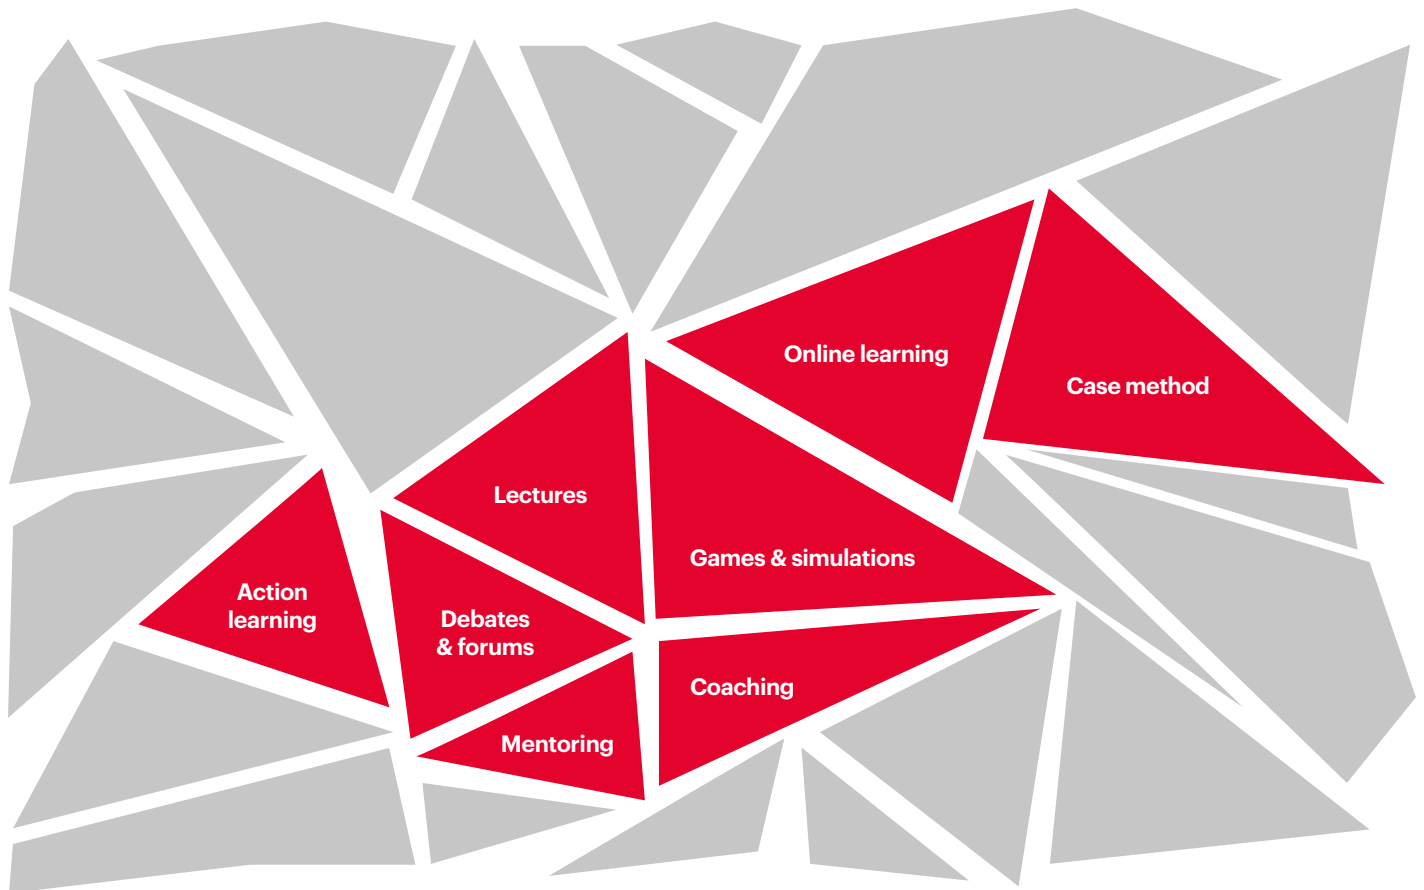 Online learning
Case method
Lectures
Games & simulations
Action
learning
Debates
& forums
Coaching
Mentoring